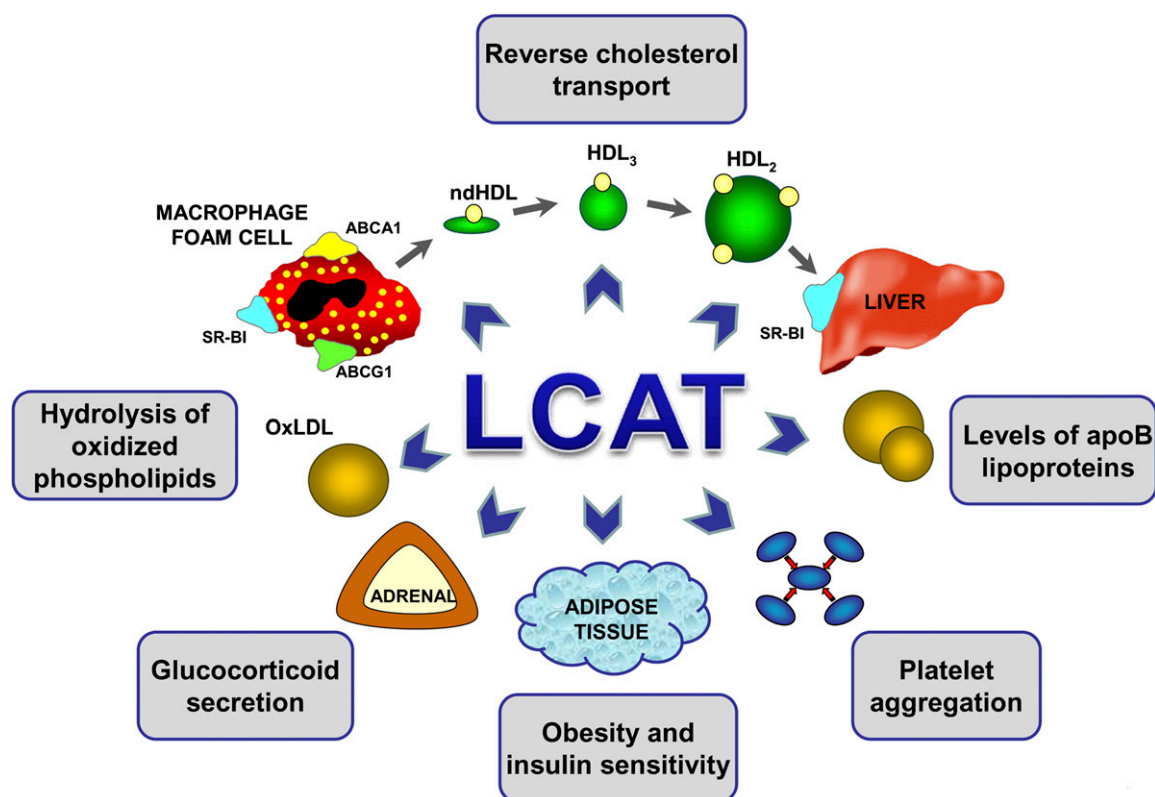 Reverse cholesterol
transport
HDL₃
HDL₂
ndHDL
MACROPHAGE
FOAM CELL
ABCA1
SR-BI
ABCG1
LIVER
SR-BI
LCAT
Hydrolysis of
oxidized
phospholipids
OxLDL
Levels of apoB
lipoproteins
ADRENAL
ADIPOSE
TISSUE
Glucocorticoid
secretion
Obesity and
insulin sensitivity
Platelet
aggregation